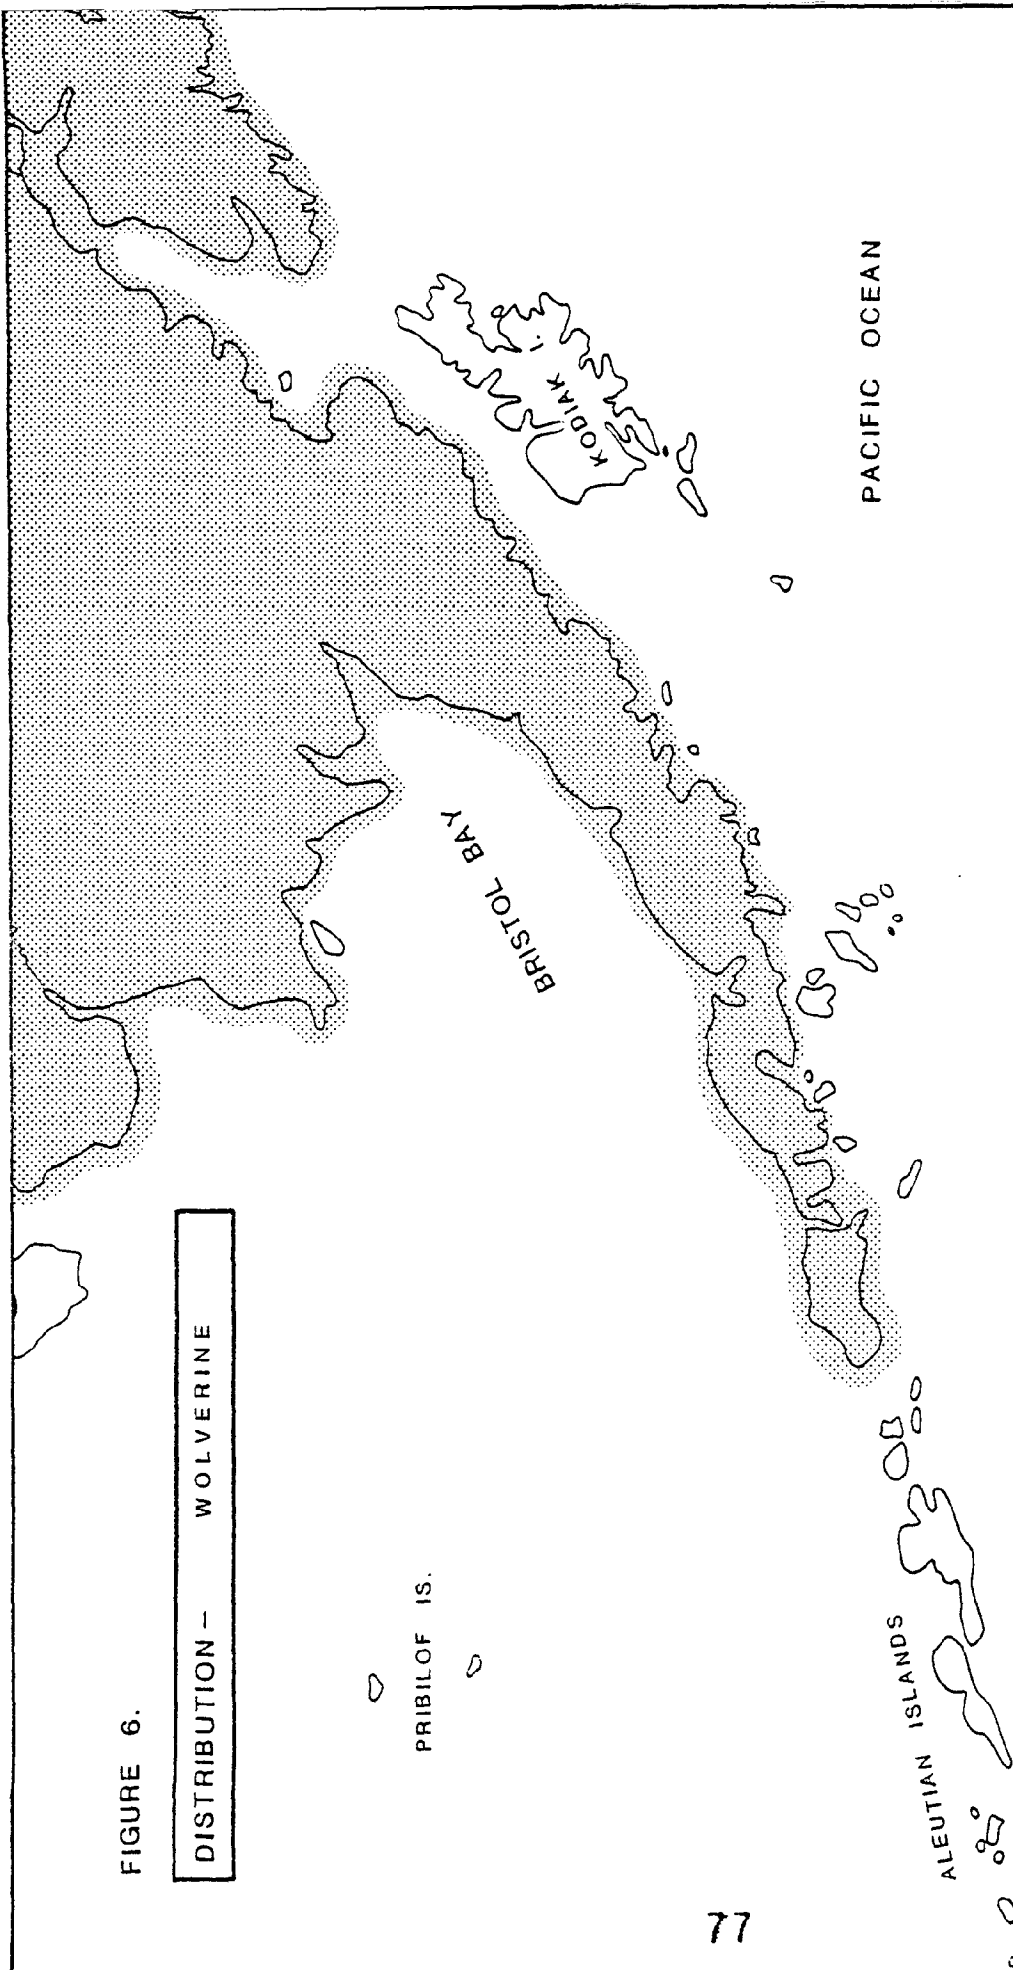 FIGURE 6.
DISTRIBUTION — WOLVERINE
PRIBILOF IS.
BRISTOL BAY
KODIAK I.
PACIFIC OCEAN
ALEUTIAN ISLANDS
77